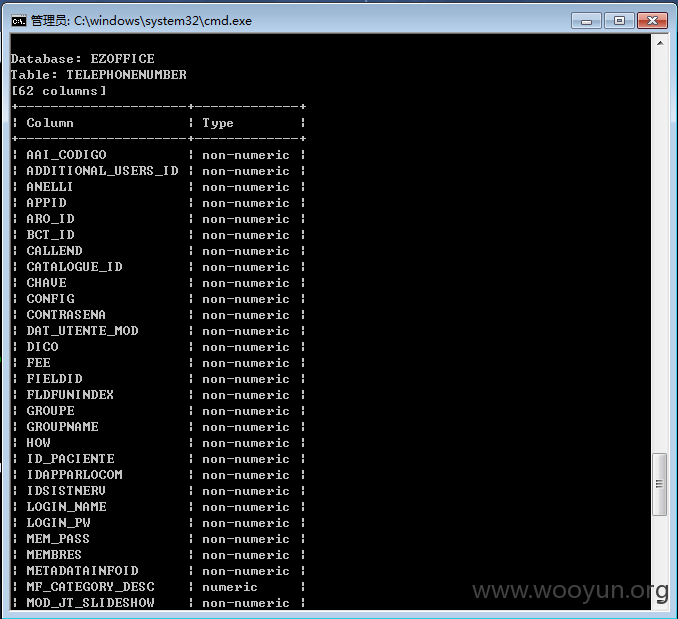 管理员: C:\windows\system32\cmd.exe
Database: EZOFFICE
Table: TELEPHONENUMBER
[62 columns]
+---------------------+-------------+
¦ Column ¦ Type ¦
+---------------------+-------------+
¦ AAI_CODIGO ¦ non-numeric ¦
¦ ADDITIONAL_USERS_ID ¦ non-numeric ¦
¦ ANELLI ¦ non-numeric ¦
¦ APPID ¦ non-numeric ¦
¦ ARO_ID ¦ non-numeric ¦
¦ BCT_ID ¦ non-numeric ¦
¦ CALLEND ¦ non-numeric ¦
¦ CATALOGUE_ID ¦ non-numeric ¦
¦ CHAVE ¦ non-numeric ¦
¦ CONFIG ¦ non-numeric ¦
¦ CONTRASENA ¦ non-numeric ¦
¦ DAT_UTENTE_MOD ¦ non-numeric ¦
¦ DICO ¦ non-numeric ¦
¦ FEE ¦ non-numeric ¦
¦ FIELDID ¦ non-numeric ¦
¦ FLDFUNINDEX ¦ non-numeric ¦
¦ GROUPE ¦ non-numeric ¦
¦ GROUPNAME ¦ non-numeric ¦
¦ HOW ¦ non-numeric ¦
¦ ID_PACIENTE ¦ non-numeric ¦
¦ IDAPPARLOCOM ¦ non-numeric ¦
¦ IDSISTNERV ¦ non-numeric ¦
¦ LOGIN_NAME ¦ non-numeric ¦
¦ LOGIN_PW ¦ non-numeric ¦
¦ MEM_PASS ¦ non-numeric ¦
¦ MEMBRES ¦ non-numeric ¦
¦ METADATAINFOID ¦ non-numeric ¦
¦ MF_CATEGORY_DESC ¦ numeric ¦
¦ MOD_JT_SLIDESHOW ¦ non-numeric ¦
www.wooyun.org